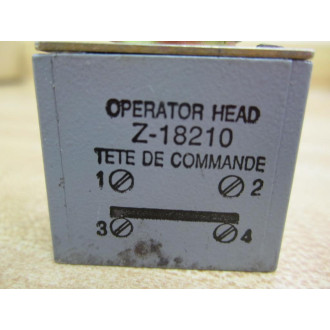 OPERATOR HEAD
Z-18210
TETE DE COMMANDE
1 2
3 4